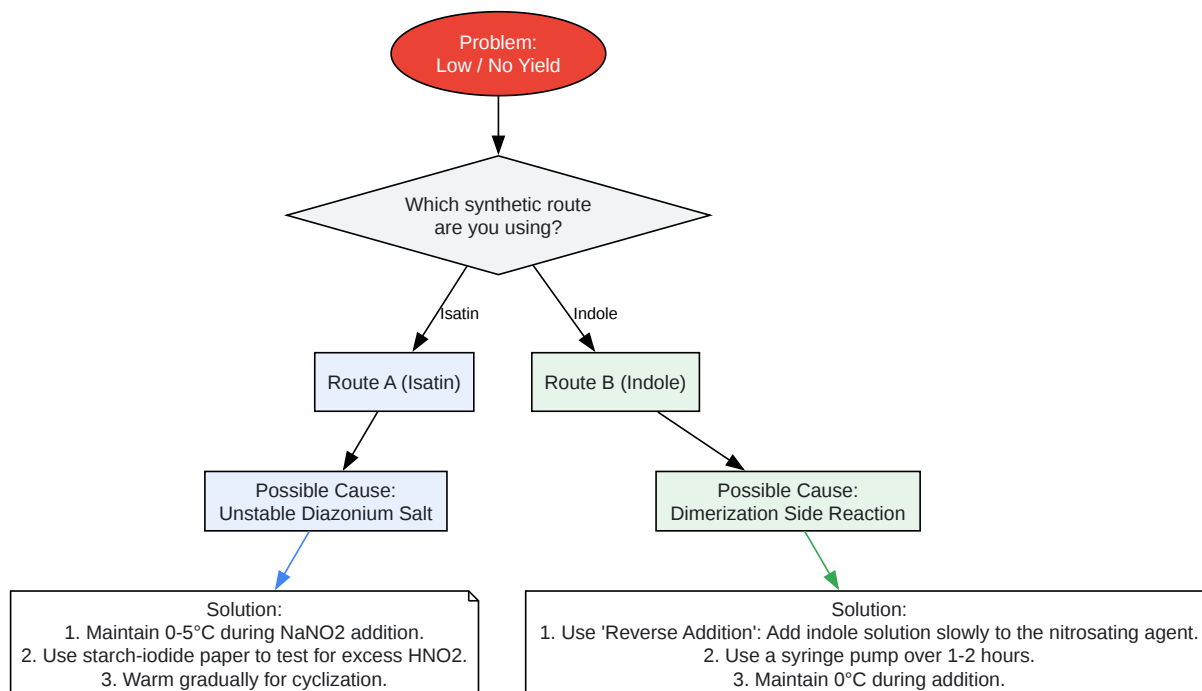 Problem:
Low / No Yield
Which synthetic route
are you using?
Isatin
Indole
Route A (Isatin)
Route B (Indole)
Possible Cause:
Unstable Diazonium Salt
Possible Cause:
Dimerization Side Reaction
Solution:
1. Maintain 0-5°C during NaNO2 addition.
2. Use starch-iodide paper to test for excess HNO2.
3. Warm gradually for cyclization.
Solution:
1. Use 'Reverse Addition': Add indole solution slowly to the nitrosating agent.
2. Use a syringe pump over 1-2 hours.
3. Maintain 0°C during addition.